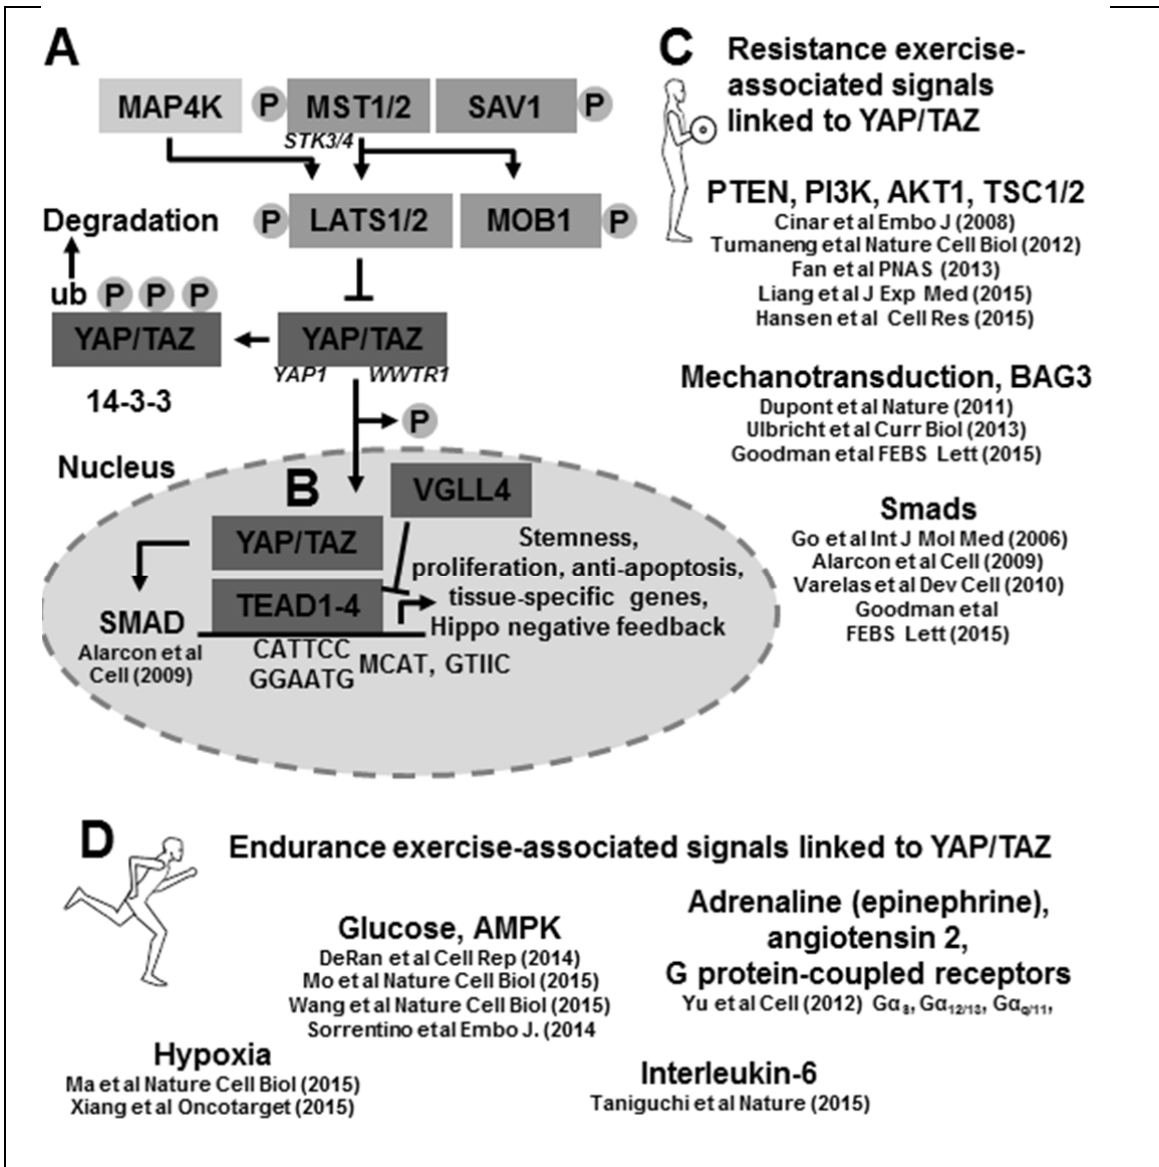 A
MAP4K
P
MST1/2
SAV1
P
STK3/4
P
LATS1/2
MOB1
P
Degradation
ub
P
P
P
YAP/TAZ
YAP/TAZ
YAP1
WWTR1
14-3-3
P
Nucleus
B
VGLL4
YAP/TAZ
TEAD1-4
Stemness,
proliferation, anti-apoptosis,
tissue-specific genes,
Hippo negative feedback
SMAD
Alarcon et al
Cell (2009)
CATTCC
GGAATG
MCAT, GTIIC
C
Resistance exercise-
associated signals
linked to YAP/TAZ
PTEN, PI3K, AKT1, TSC1/2
Cinar et al Embo J (2008)
Tumaneng et al Nature Cell Biol (2012)
Fan et al PNAS (2013)
Liang et al J Exp Med (2015)
Hansen et al Cell Res (2015)
Mechanotransduction, BAG3
Dupont et al Nature (2011)
Ulbricht et al Curr Biol (2013)
Goodman et al FEBS Lett (2015)
Smads
Go et al Int J Mol Med (2006)
Alarcon et al Cell (2009)
Varelas et al Dev Cell (2010)
Goodman et al
FEBS Lett (2015)
D
Endurance exercise-associated signals linked to YAP/TAZ
Glucose, AMPK
DeRan et al Cell Rep (2014)
Mo et al Nature Cell Biol (2015)
Wang et al Nature Cell Biol (2015)
Sorrentino et al Embo J. (2014
Adrenaline (epinephrine),
angiotensin 2,
G protein-coupled receptors
Yu et al Cell (2012) Gαs, Gα12/13, Gαq/11,
Hypoxia
Ma et al Nature Cell Biol (2015)
Xiang et al Oncotarget (2015)
Interleukin-6
Taniguchi et al Nature (2015)